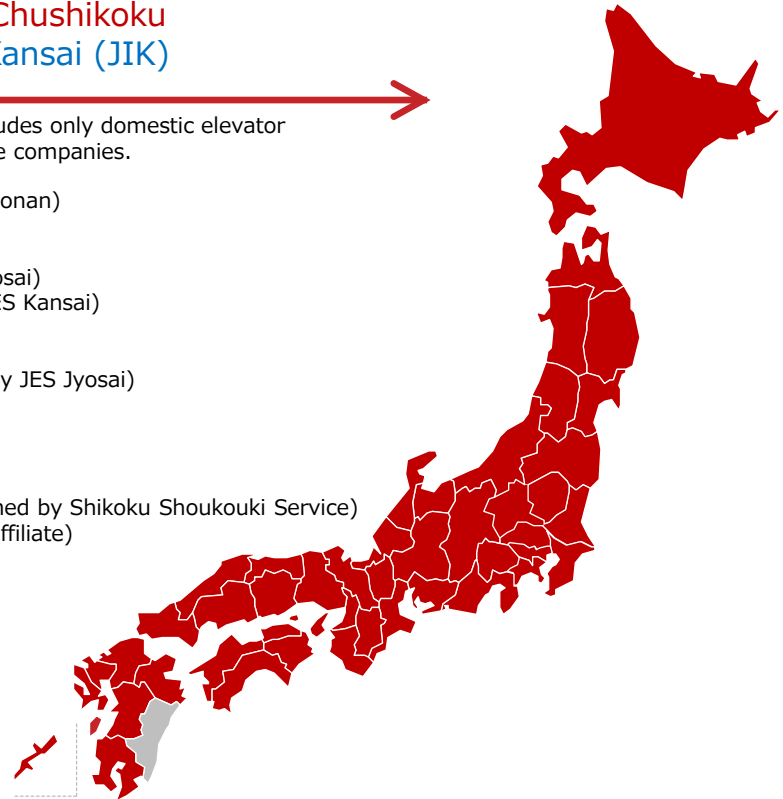 Chushikoku
Kansai (JIK)
udes only domestic elevator
e companies.
onan)
osai)
ES Kansai)
y JES Jyosai)
ned by Shikoku Shoukouki Service)
ffiliate)